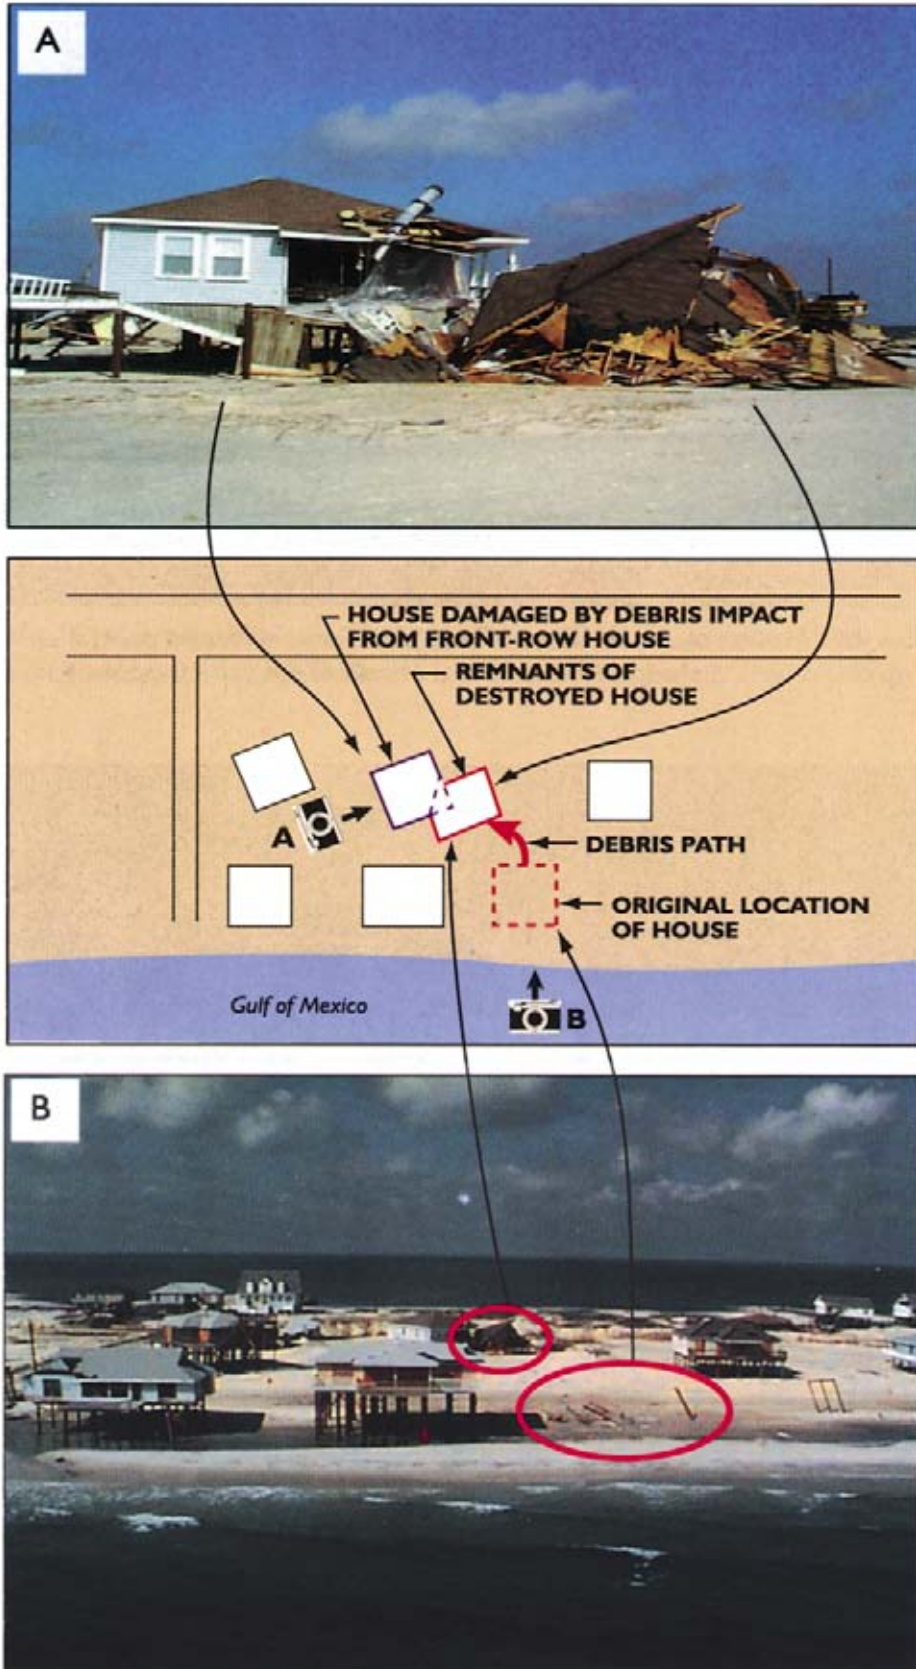 A
HOUSE DAMAGED BY DEBRIS IMPACT
FROM FRONT-ROW HOUSE
REMNANTS OF
DESTROYED HOUSE
A
DEBRIS PATH
ORIGINAL LOCATION
OF HOUSE
Gulf of Mexico
B
B